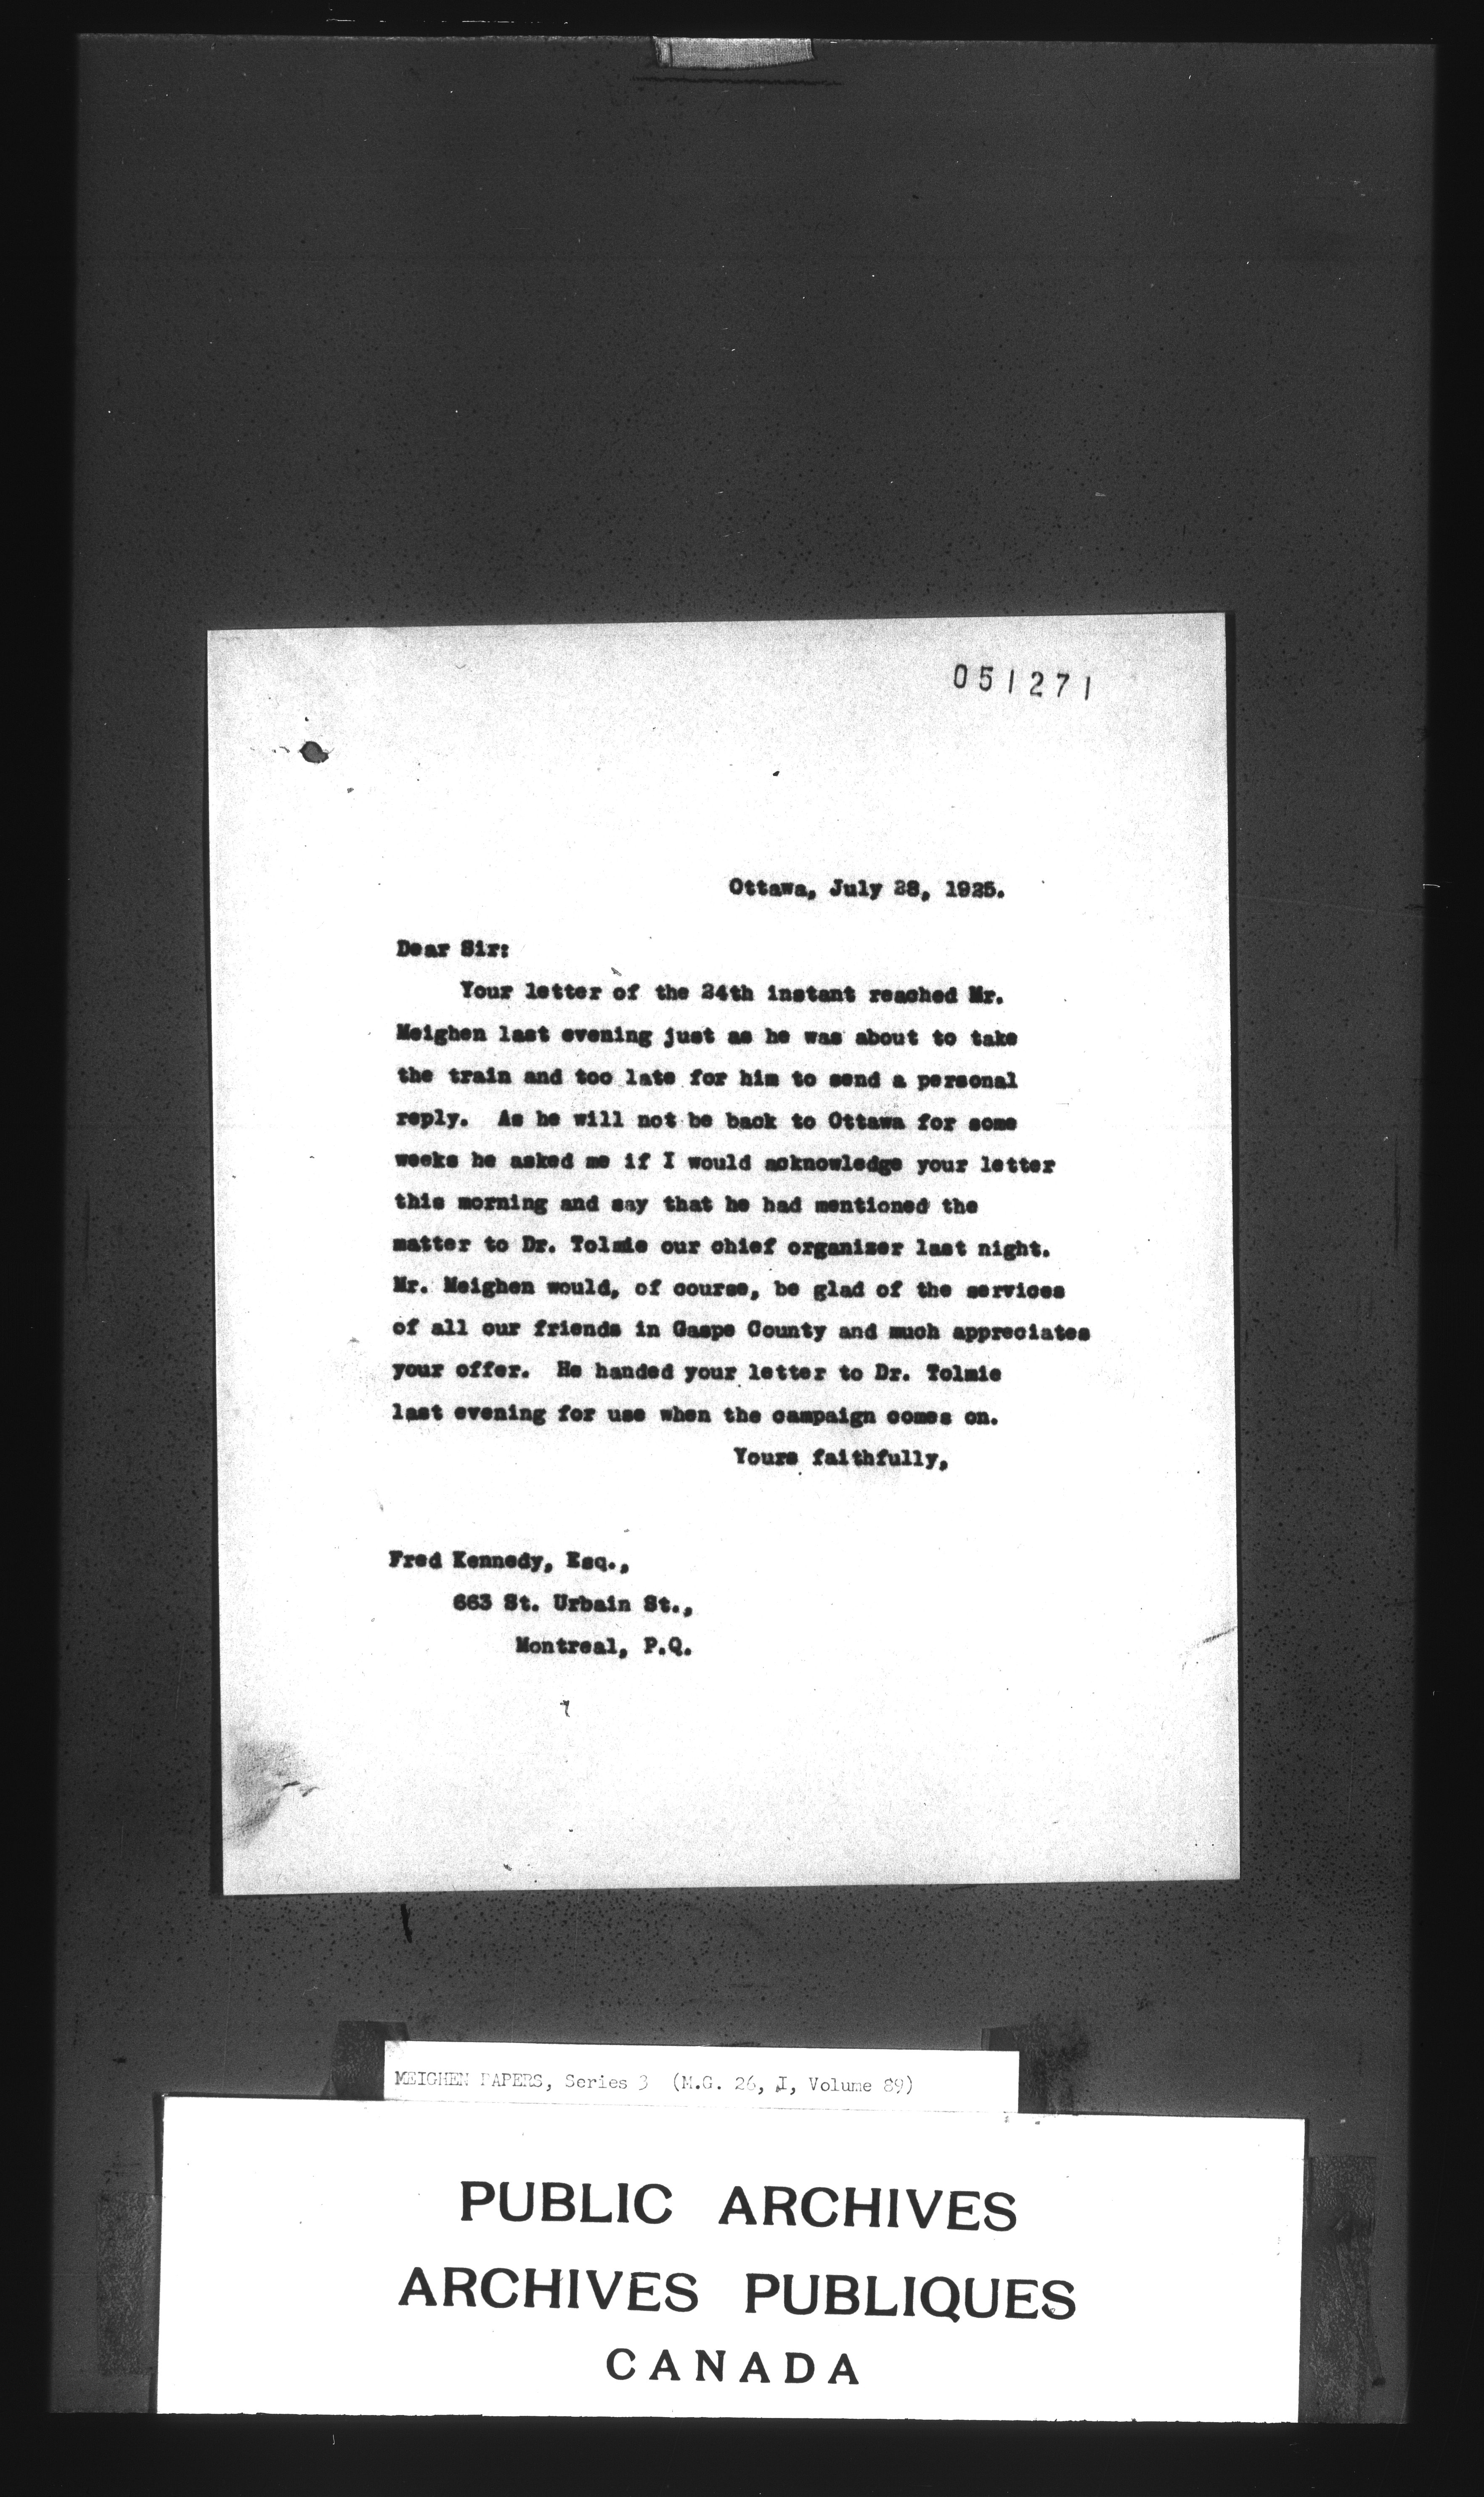 051271
Ottawa, July 28, 1925.
Dear Sir:
Your letter of the 24th instant reached Mr.
Meighen last evening just as he was about to take
the train and too late for him to send a personal
reply. As he will not be back to Ottawa for some
weeks he asked me if I would acknowledge your letter
this morning and say that he had mentioned the
matter to Dr. Tolmie our chief organizer last night.
Mr. Meighen would, of course, be glad of the services
of all our friends in Gaspe County and much appreciates
your offer. He handed your letter to Dr. Tolmie
last evening for use when the campaign comes on.
Yours faithfully,
Fred Kennedy, Esq.,
663 St. Urbain St.,
Montreal, P.Q.
MEIGHEN PAPERS, Series 3 (M.G. 26, I, Volume 89)
PUBLIC ARCHIVES
ARCHIVES PUBLIQUES
CANADA